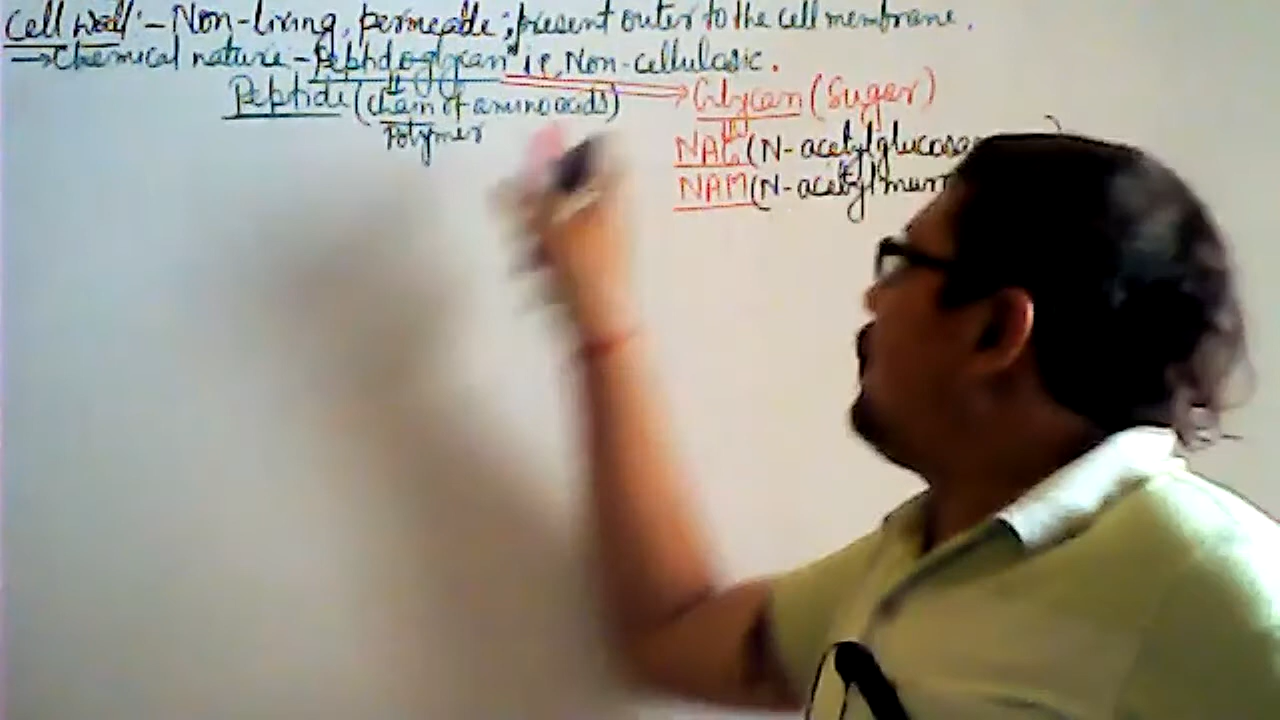 Cell Wall :- Non-living, permeable, present outer to the cell membrane.
→ Chemical nature - Peptidoglycan i.e, Non-cellulosic.
Peptide (chain of amino acids) Glycan (Sugar)
Polymer
NAG (N-acetylglucosa
NAM (N-acetylmur